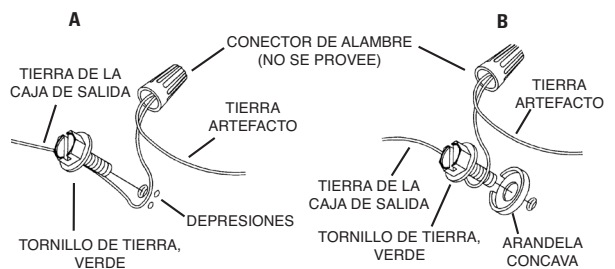 A
B
CONECTOR DE ALAMBRE
(NO SE PROVEE)
TIERRA DE LA
CAJA DE SALIDA
TIERRA
ARTEFACTO
DEPRESIONES
TORNILLO DE TIERRA,
VERDE
TIERRA
ARTEFACTO
TIERRA DE LA
CAJA DE SALIDA
TORNILLO DE TIERRA,
VERDE
ARANDELA
CONCAVA